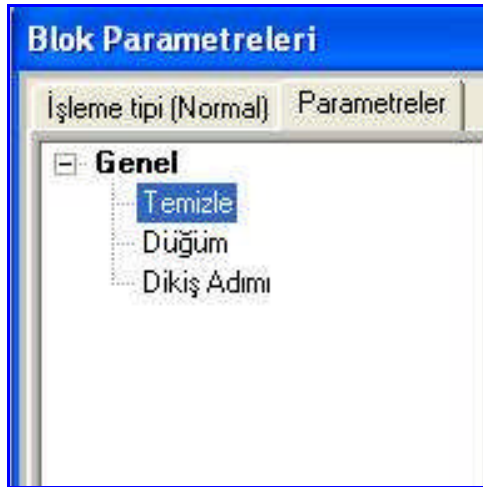 Blok Parametreleri
İşleme tipi (Normal) Parametreler
Genel
Temizle
Düğüm
Dikiş Adımı